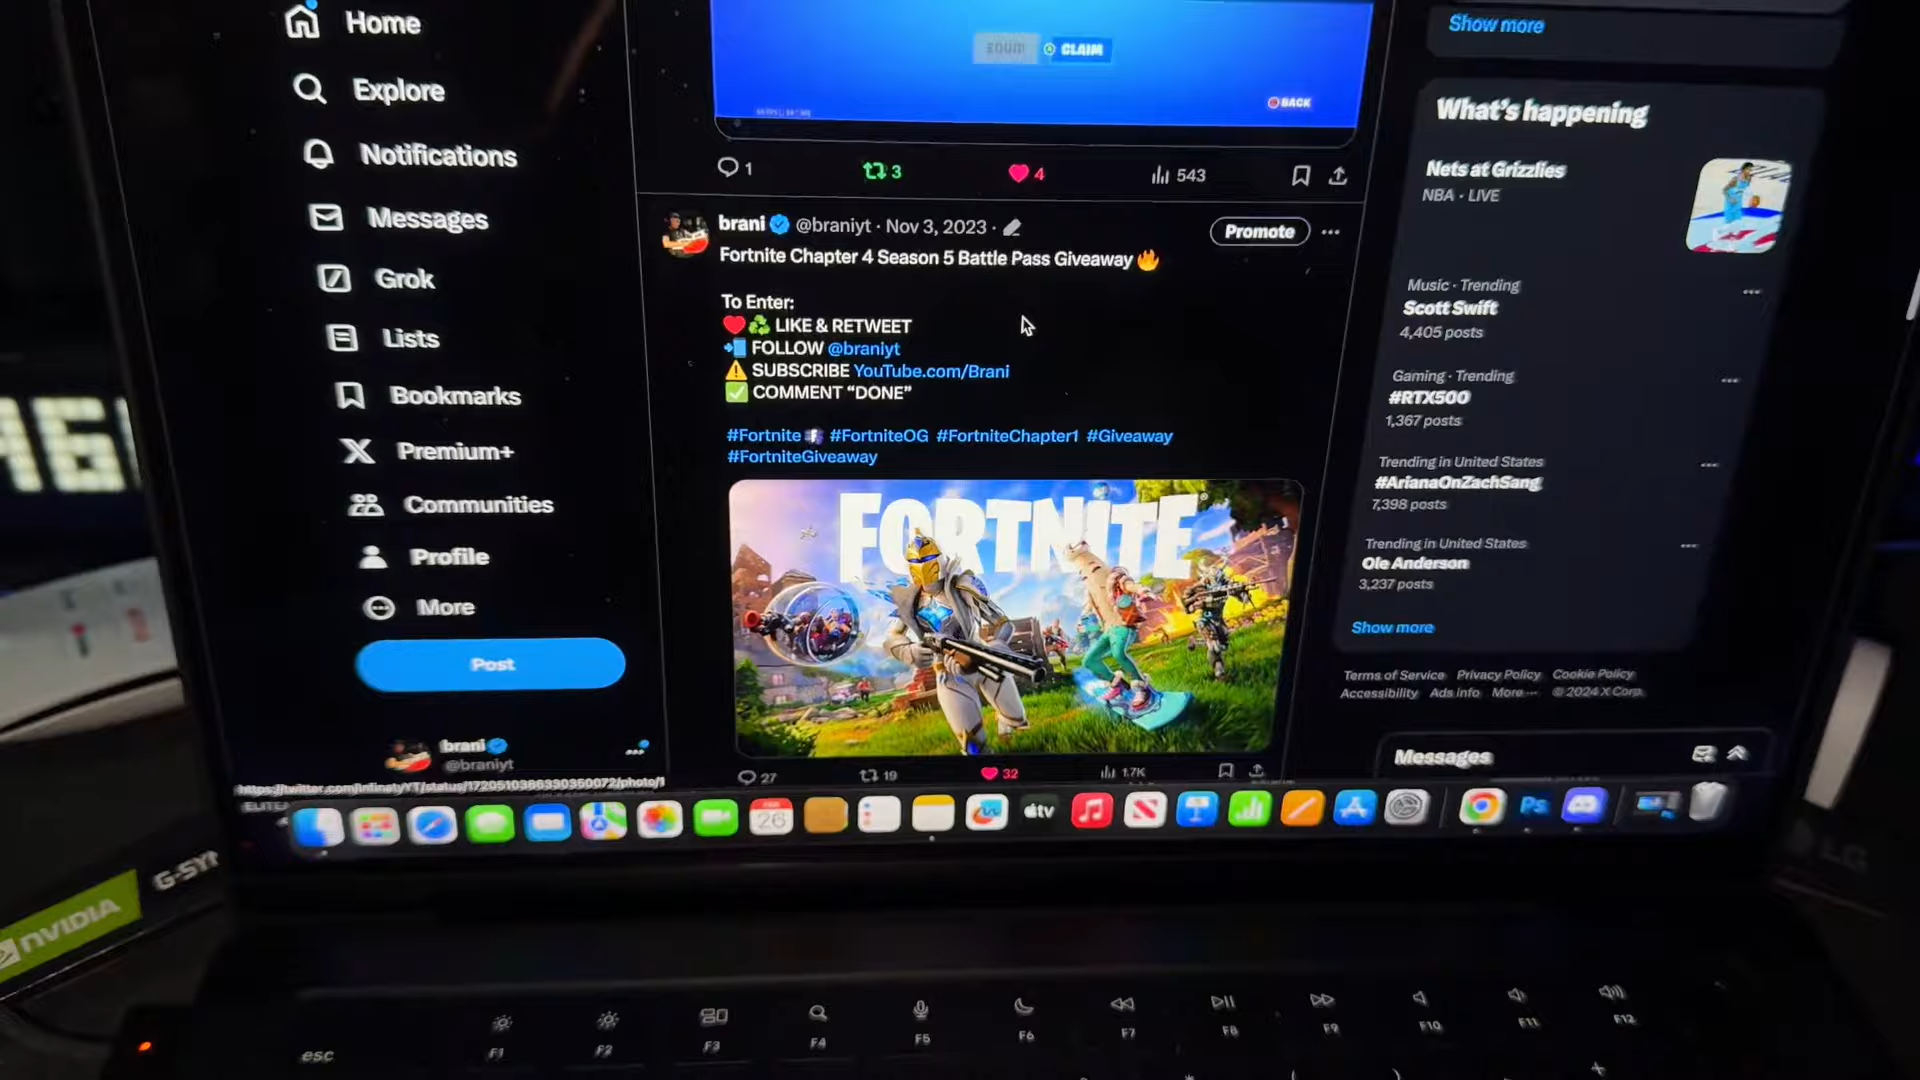 Home
Explore
Notifications
Messages
Grok
Lists
Bookmarks
Premium+
Communities
Profile
More
Post
brani
@braniyt
CLAIM
BACK
1
3
4
543
brani @braniyt · Nov 3, 2023 ·
Promote
Fortnite Chapter 4 Season 5 Battle Pass Giveaway 🔥
To Enter:
❤️♻️ LIKE & RETWEET
📲 FOLLOW @braniyt
⚠️ SUBSCRIBE YouTube.com/Brani
✅ COMMENT “DONE”
#Fortnite #FortniteOG #FortniteChapter1 #Giveaway
#FortniteGiveaway
FORTNITE
27
19
32
1.7K
Show more
What’s happening
Nets at Grizzlies
NBA · LIVE
Music · Trending
Scott Swift
4,405 posts
Gaming · Trending
#RTX500
1,367 posts
Trending in United States
#ArianaOnZachSang
7,398 posts
Trending in United States
Ole Anderson
3,237 posts
Show more
Terms of Service Privacy Policy Cookie Policy
Accessibility Ads info More ··· © 2024 X Corp.
Messages
26
tv
Ps
NVIDIA
LG
esc
F1
F2
F3
F4
F5
F6
F7
F8
F9
F10
F11
F12